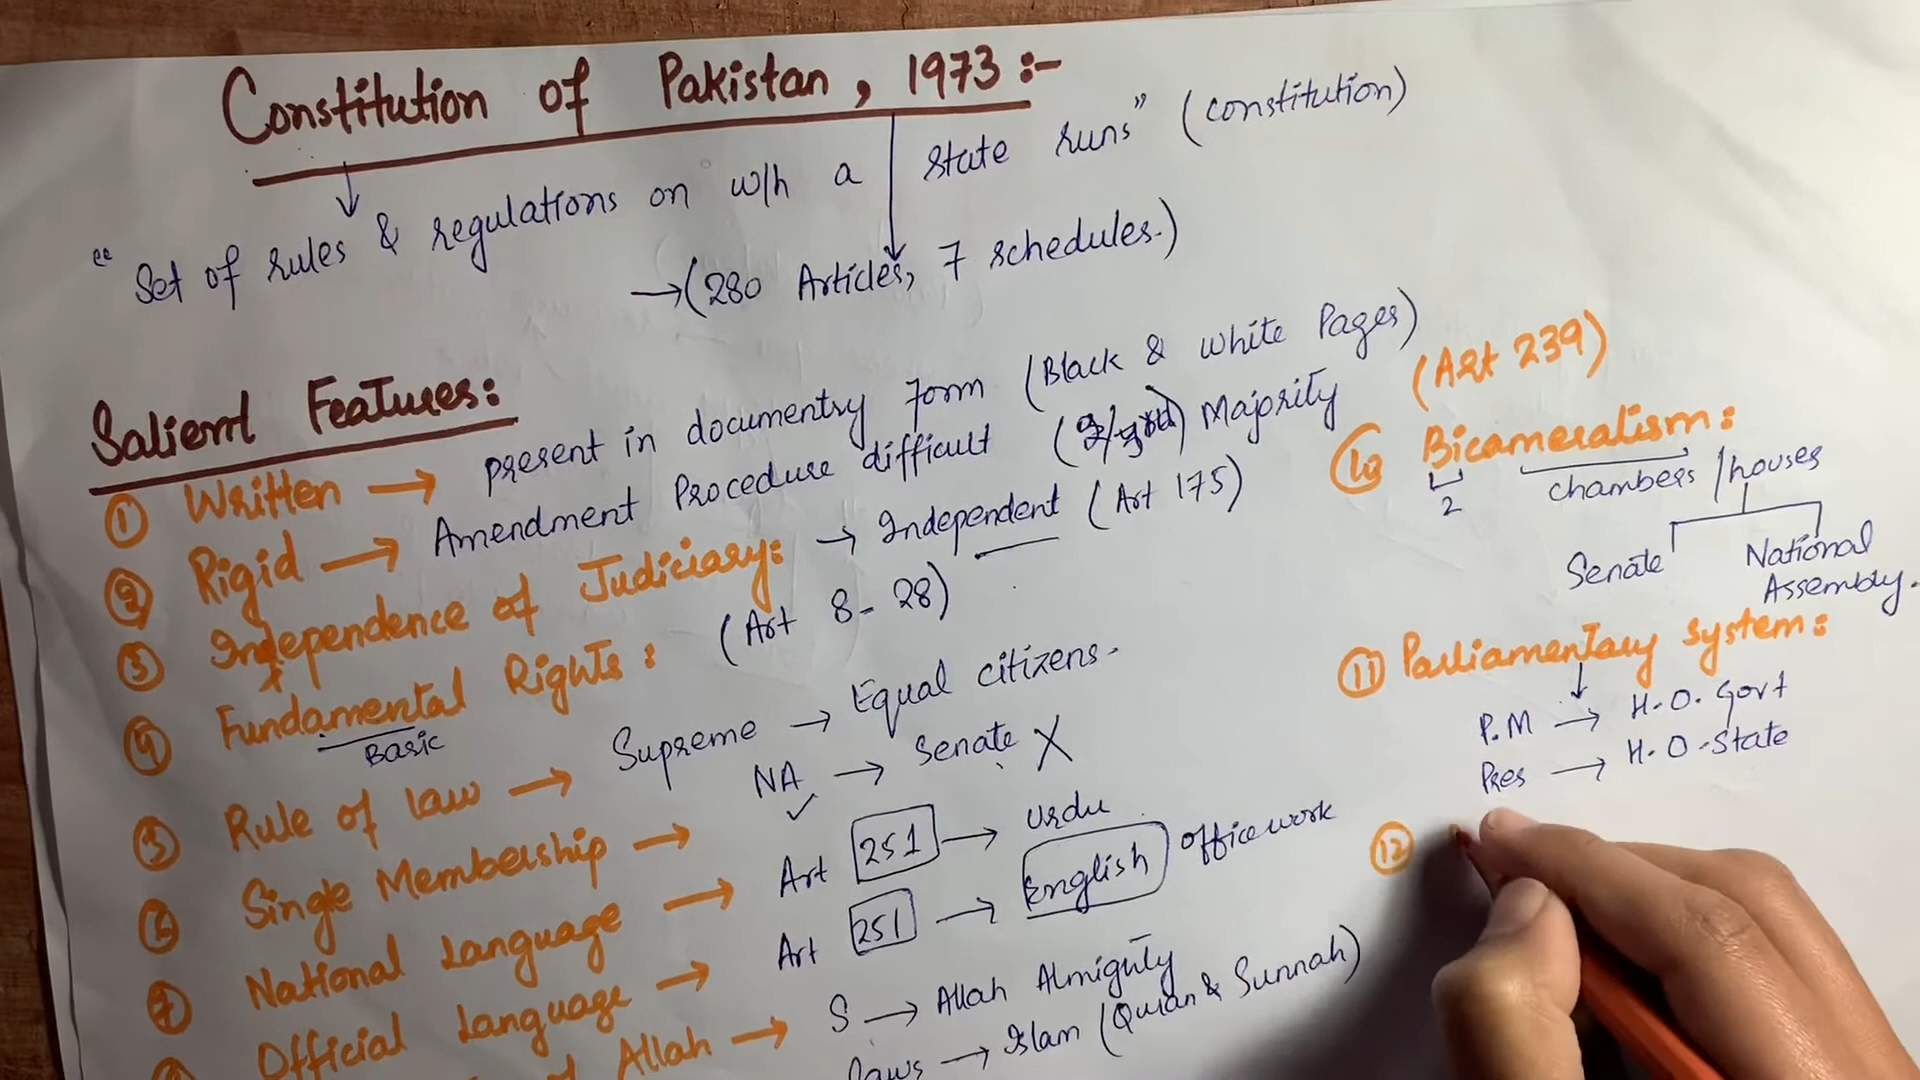 Constitution of Pakistan, 1973:-
"Set of rules & regulations on w/h a state runs" (constitution)
→(280 Articles, 7 schedules.)
Salient Features:
① Written → present in documentry form (Black & white Pages)
② Rigid → Amendment Procedure difficult (2/3rd) Majority (Art 239)
③ Independence of Judiciary: → Independent (Art 175)
④ Fundamental Rights: (Art 8-28)
Basic
⑤ Rule of law → Supreme → Equal citizens.
⑥ Single Membership → NA → Senate X
✓
⑦ National Language → Art 251 → Urdu
Official Language → Art 251 → English officework
of Allah → S → Allah Almighty
Laws → Islam (Quran & Sunnah)
⑩ Bicameralism:
2 chambers/houses
Senate National Assembly.
⑪ Parliamentary System:
P.M → H.O.Govt
Pres → H.O.State
⑫